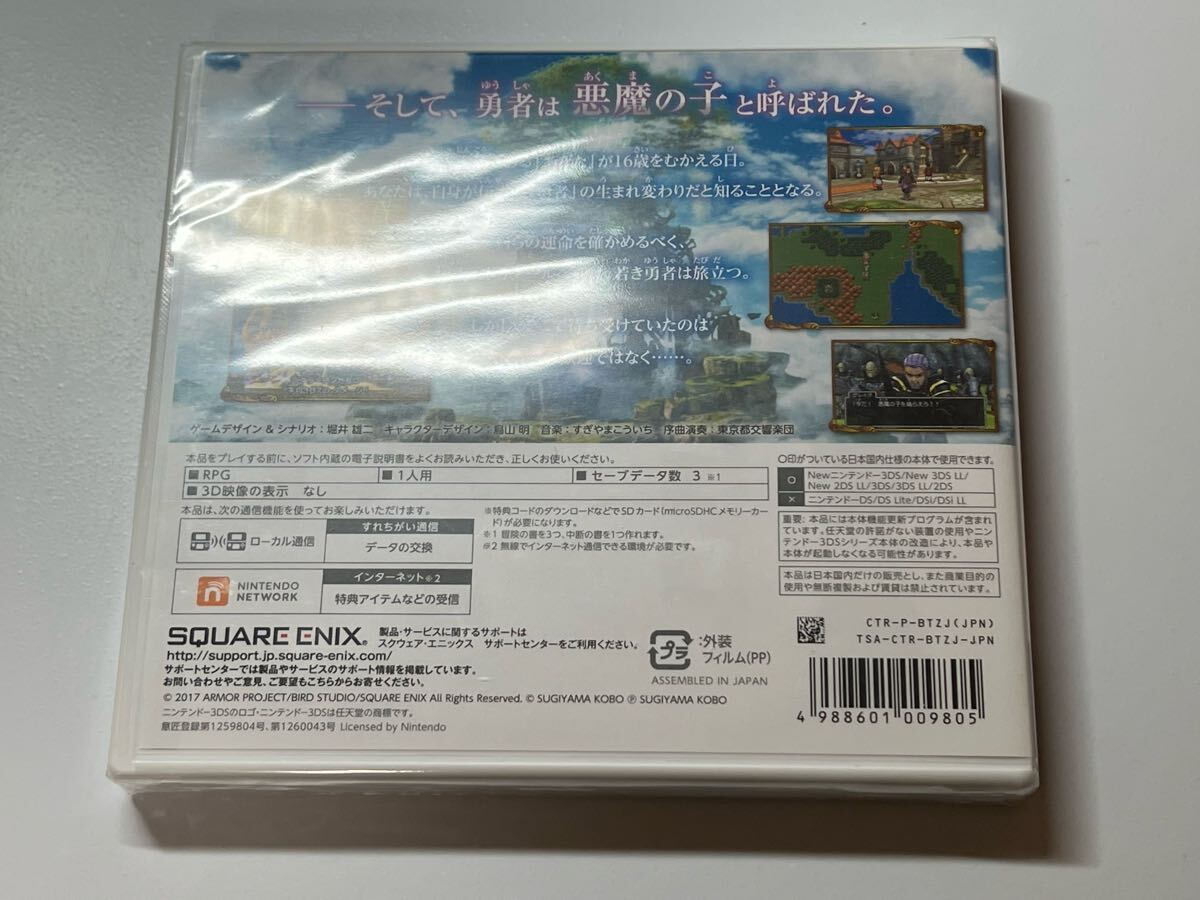 ――そして、勇者は悪魔の子と呼ばれた。
」が16歳をむかえる日。
あなたは、自身が
」の生まれ変わりだと知ることとなる。
の運命を確かめるべく、
若き勇者は旅立つ。
待ち受けていたのは
ではなく……。
ゲームデザイン & シナリオ：堀井 雄二 キャラクターデザイン：鳥山 明 音楽：すぎやまこういち 序曲演奏：東京都交響楽団
本品をプレイする前に、ソフト内蔵の電子説明書をよくお読みいただき、正しくお使いください。
■RPG ■1人用 ■セーブデータ数 3 ※1
■3D映像の表示 なし
本品は、次の通信機能を使ってお楽しみいただけます。
ローカル通信
すれちがい通信
データの交換
NINTENDO
NETWORK
インターネット※2
特典アイテムなどの受信
※特典コードのダウンロードなどでSDカード(microSDHCメモリーカー
ド)が必要になります。
※1 冒険の書を3つ、中断の書を1つ作れます。
※2 無線でインターネット通信できる環境が必要です。
○印がついている日本国内仕様の本体で使用できます。
○ Newニンテンドー3DS/New 3DS LL/
New 2DS LL/3DS/3DS LL/2DS
× ニンテンドーDS/DS Lite/DSi/DSi LL
重要：本品には本体機能更新プログラムが含まれ
ています。任天堂の許諾がない装置の使用やニン
テンドー3DSシリーズ本体の改造により、本品や
本体が起動しなくなる可能性があります。
本品は日本国内だけの販売とし、また商業目的の
使用や無断複製および賃貸は禁止されています。
SQUARE ENIX.
製品・サービスに関するサポートは
スクウェア・エニックス サポートセンターをご利用ください。
http://support.jp.square-enix.com/
サポートセンターでは製品やサービスのサポート情報を掲載しています。
お問い合わせやご意見、ご要望もこちらからお寄せください。
© 2017 ARMOR PROJECT/BIRD STUDIO/SQUARE ENIX All Rights Reserved. © SUGIYAMA KOBO ℗ SUGIYAMA KOBO
ニンテンドー3DSのロゴ・ニンテンドー3DSは任天堂の商標です。
意匠登録第1259804号、第1260043号 Licensed by Nintendo
プラ
：外装
フィルム(PP)
ASSEMBLED IN JAPAN
CTR-P-BTZJ(JPN)
TSA-CTR-BTZJ-JPN
4 988601 009805